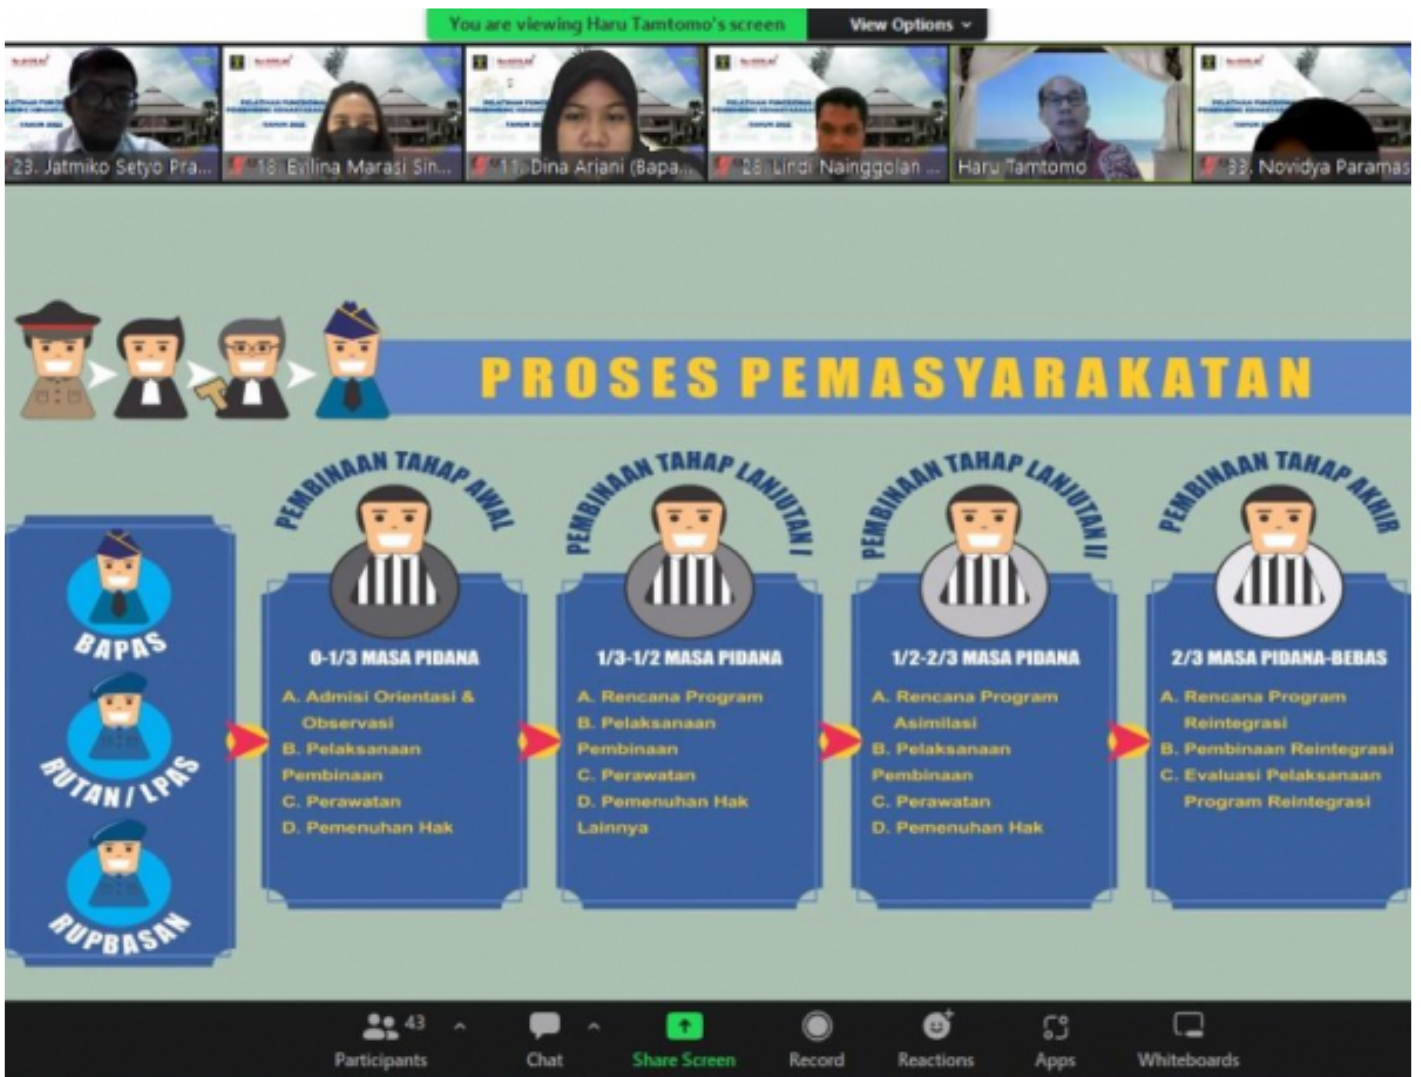 You are viewing Haru Tamtomo's screen
View Options
23. Jatmiko Setyo Pra...
18. Evilina Marasi Sin...
11. Dina Ariani (Bapa...
28. Lindi Nainggolan ...
Haru Tamtomo
33. Novidya Paramas
PROSES PEMASYARAKATAN
BAPAS
RUTAN / LPAS
RUPBASAN
PEMBINAAN TAHAP AWAL
0-1/3 MASA PIDANA
A. Admisi Orientasi &
Observasi
B. Pelaksanaan
Pembinaan
C. Perawatan
D. Pemenuhan Hak
PEMBINAAN TAHAP LANJUTAN I
1/3-1/2 MASA PIDANA
A. Rencana Program
B. Pelaksanaan
Pembinaan
C. Perawatan
D. Pemenuhan Hak
Lainnya
PEMBINAAN TAHAP LANJUTAN II
1/2-2/3 MASA PIDANA
A. Rencana Program
Asimilasi
B. Pelaksanaan
Pembinaan
C. Perawatan
D. Pemenuhan Hak
PEMBINAAN TAHAP AKHIR
2/3 MASA PIDANA-BEBAS
A. Rencana Program
Reintegrasi
B. Pembinaan Reintegrasi
C. Evaluasi Pelaksanaan
Program Reintegrasi
43
Participants
Chat
Share Screen
Record
Reactions
Apps
Whiteboards